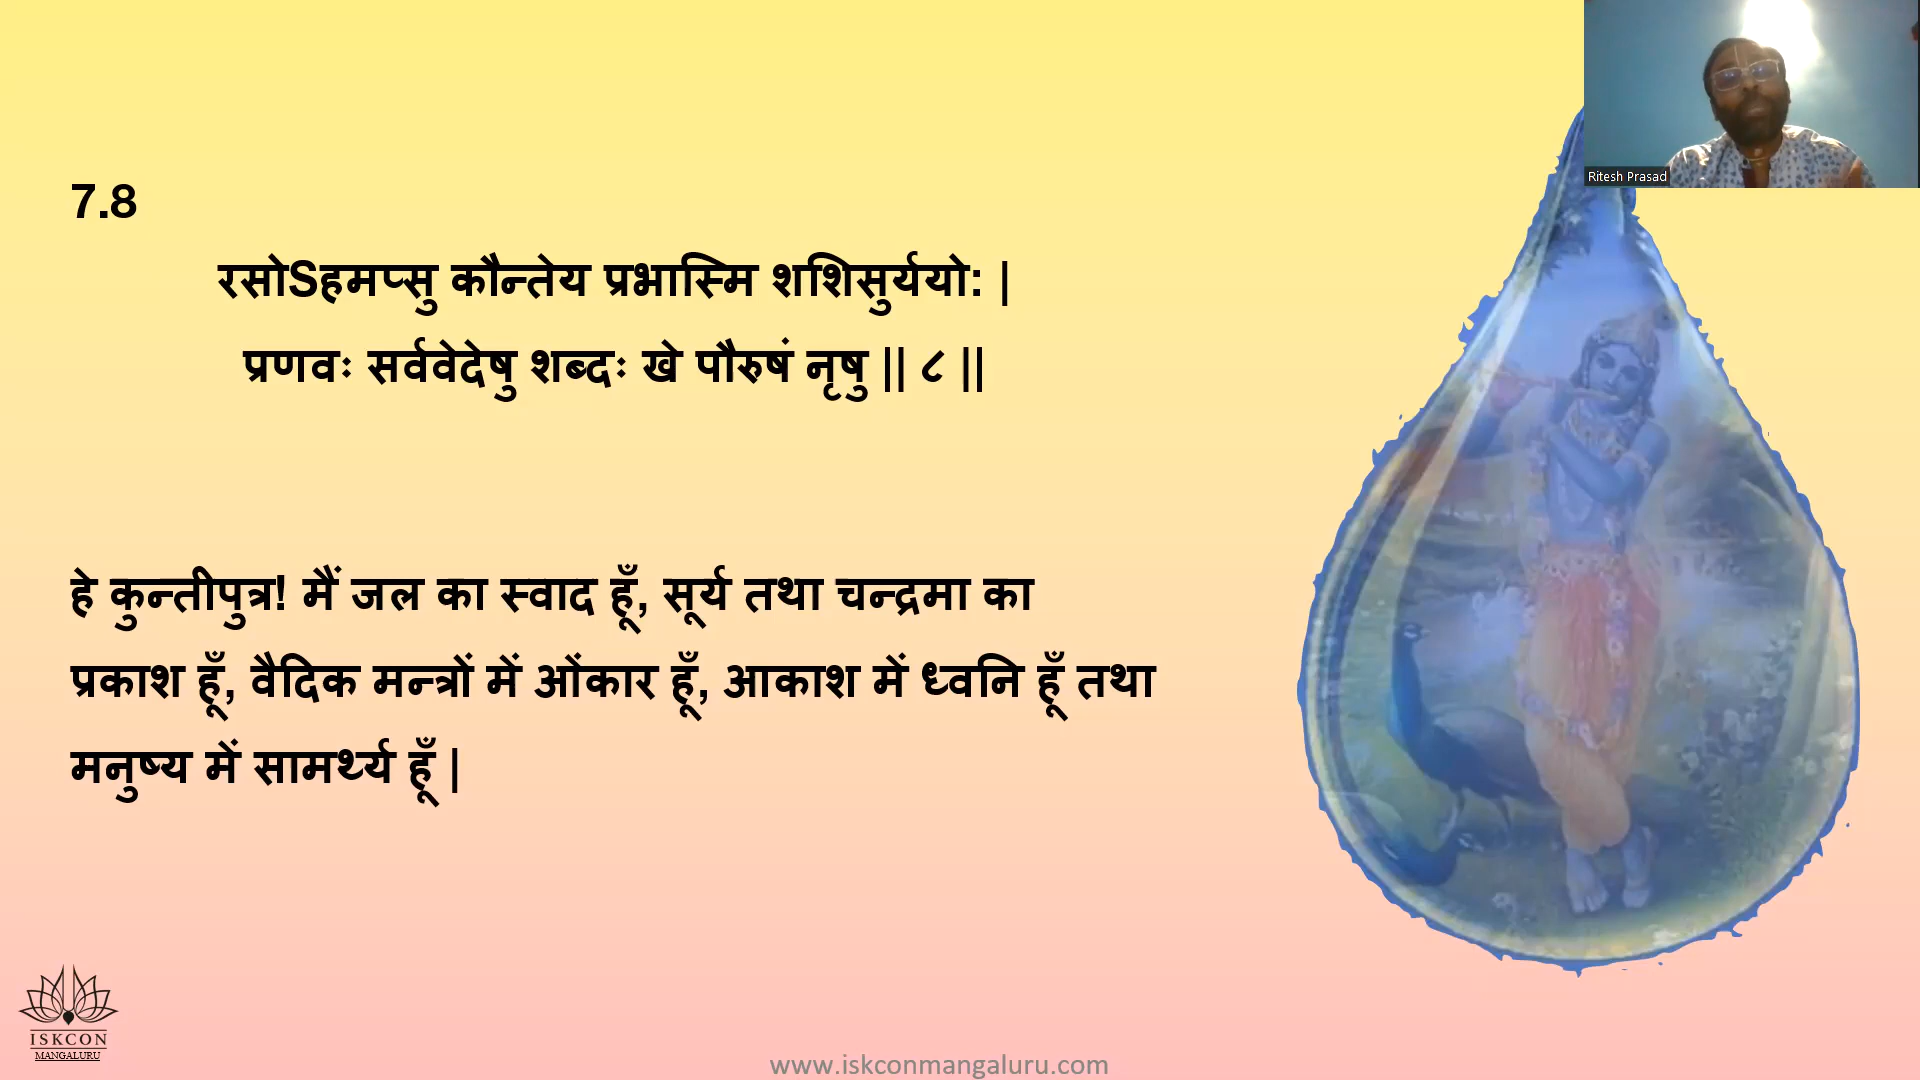 Ritesh Prasad
7.8
रसोSहमप्सु कौन्तेय प्रभास्मि शशिसुर्ययो: |
प्रणवः सर्ववेदेषु शब्दः खे पौरुषं नृषु || ८ ||
हे कुन्तीपुत्र! मैं जल का स्वाद हूँ, सूर्य तथा चन्द्रमा का
प्रकाश हूँ, वैदिक मन्त्रों में ओंकार हूँ, आकाश में ध्वनि हूँ तथा
मनुष्य में सामर्थ्य हूँ |
ISKCON
MANGALURU
www.iskconmangaluru.com